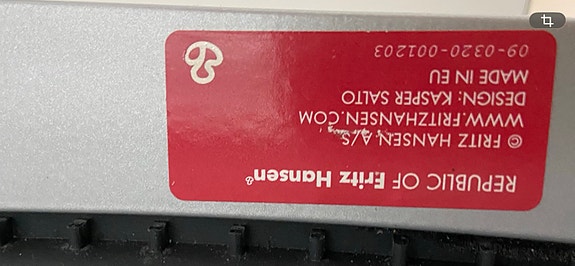 REPUBLIC OF Fritz Hansen®
© FRITZ HANSEN A/S
WWW.FRITZHANSEN.COM
DESIGN: KASPER SALTO
MADE IN EU
09-0320-001203